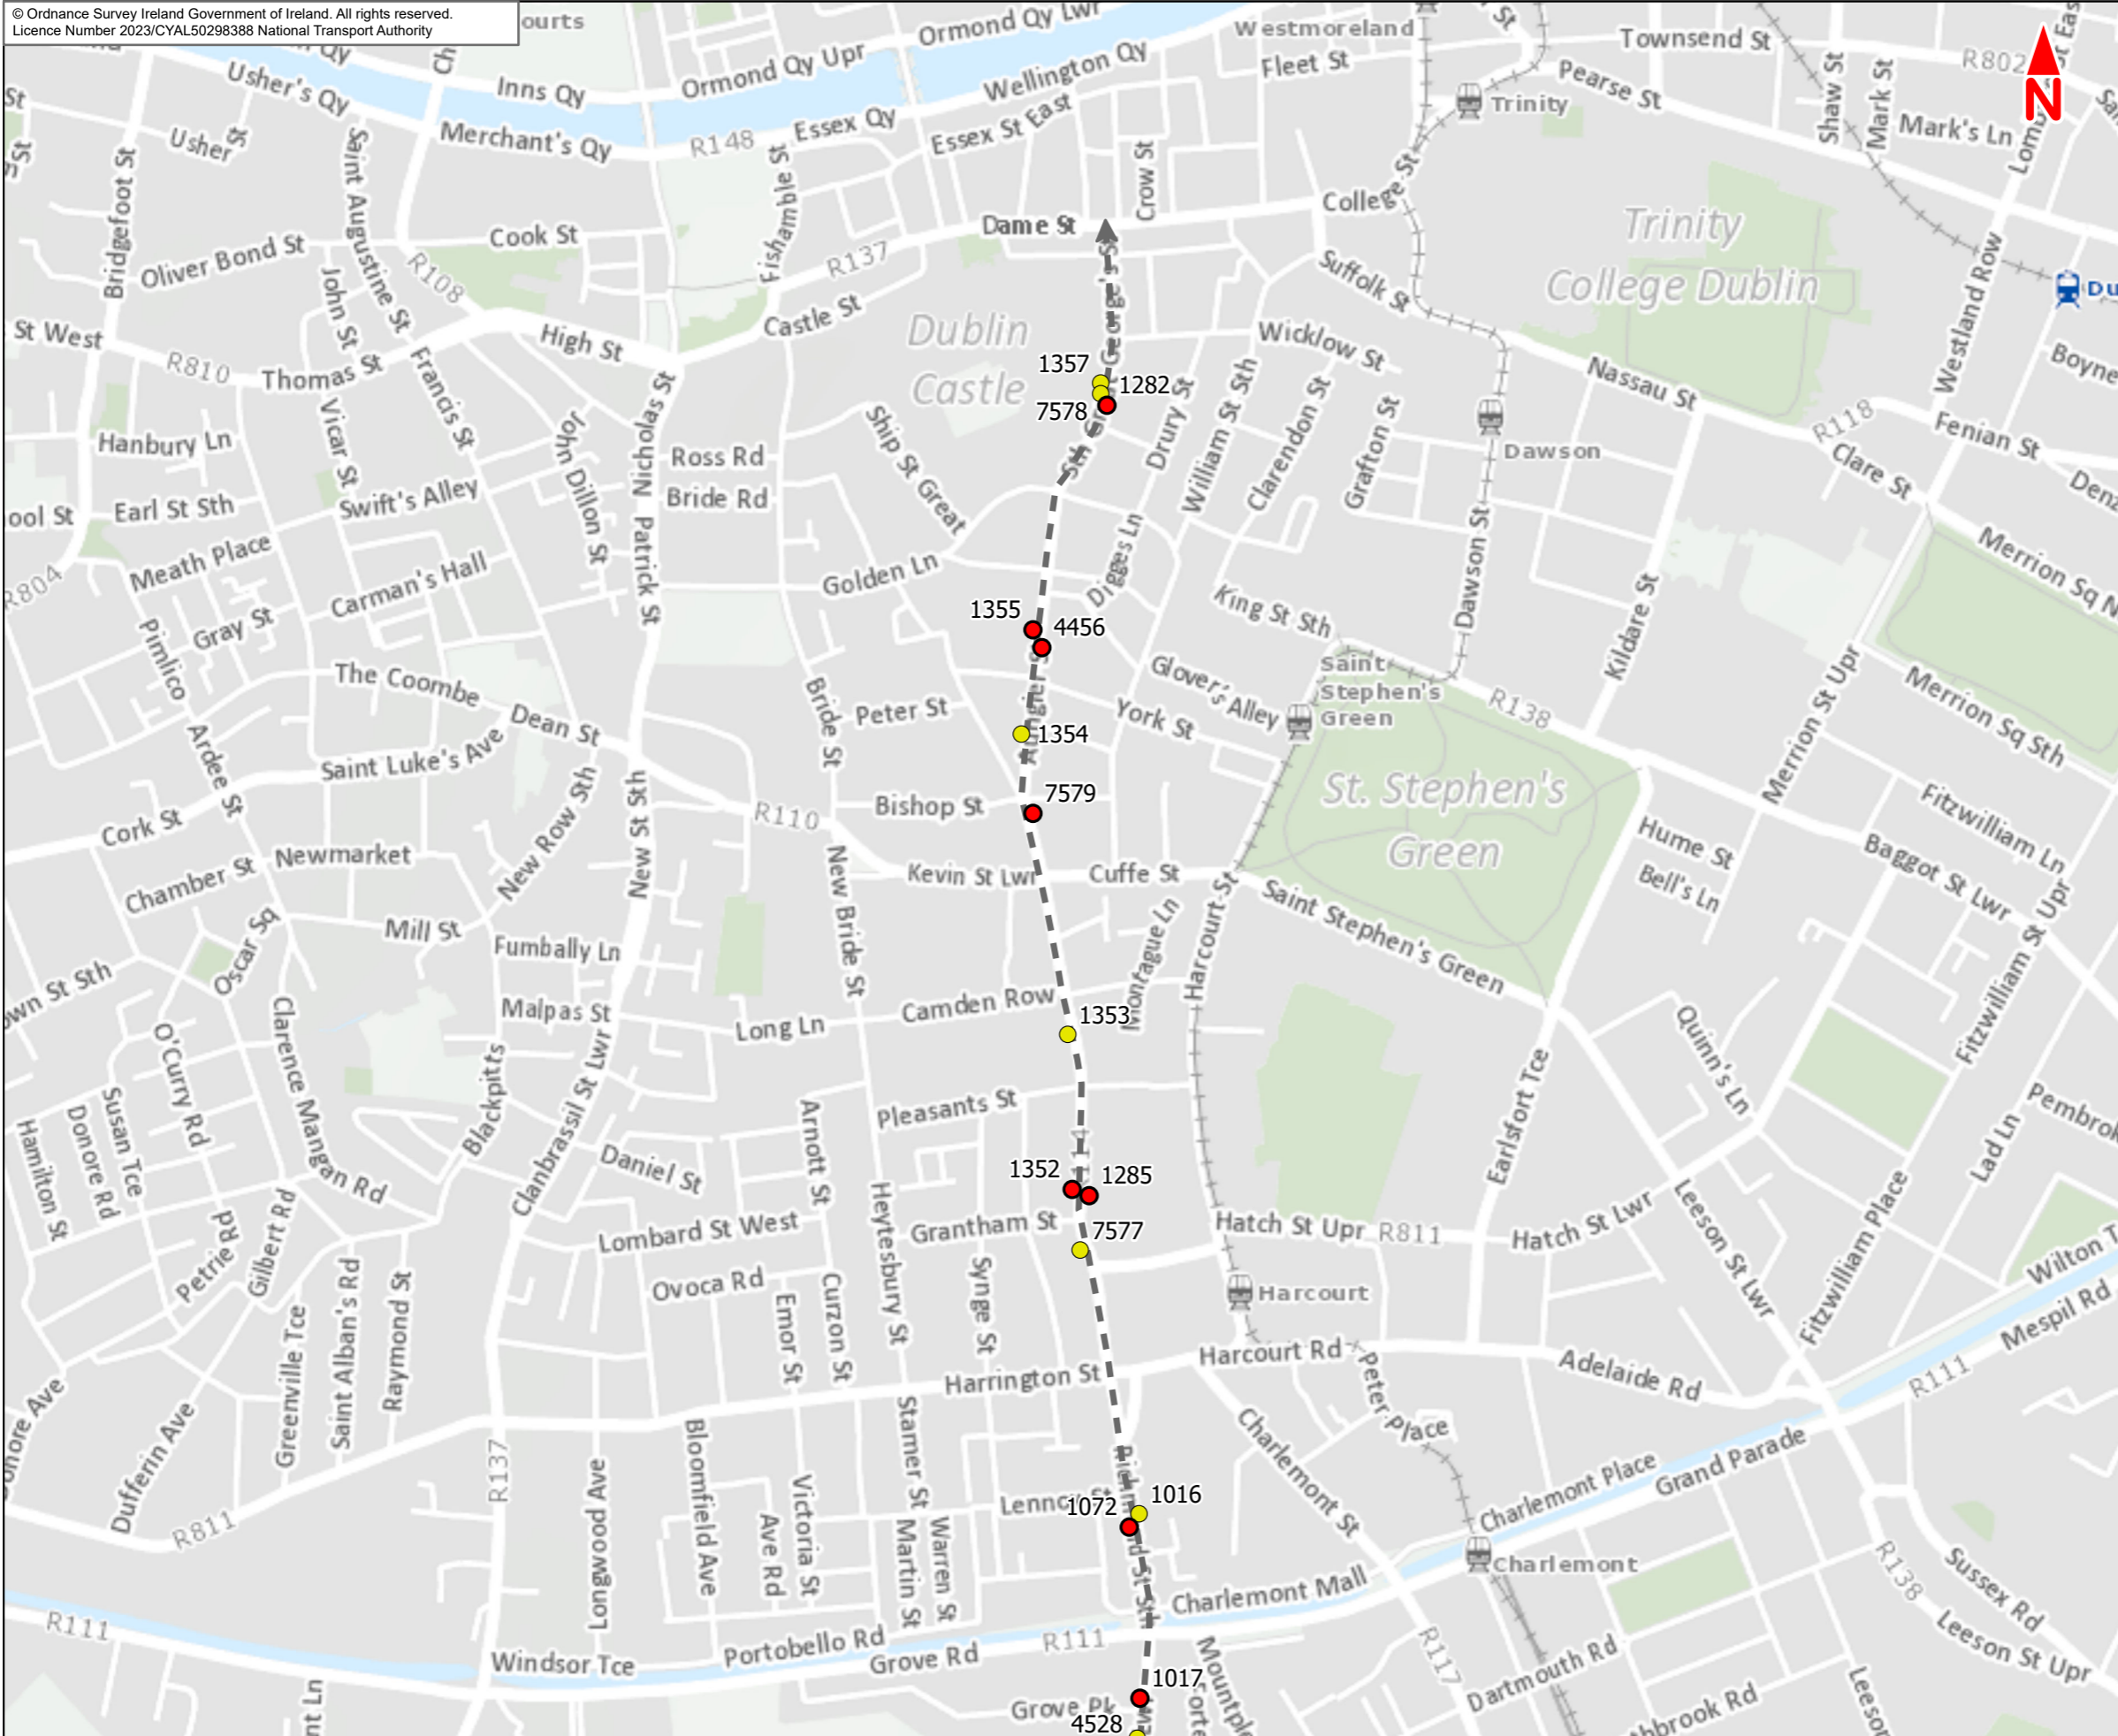 © Ordnance Survey Ireland Government of Ireland. All rights reserved.
Licence Number 2023/CYAL50298388 National Transport Authority
Ormond Qy Lwr
Westmoreland
Townsend St
R802
N
Usher's Qy
Inns Qy
Ormond Qy Upr
Wellington Qy
Fleet St
Trinity
Pearse St
Shaw St
Mark St
Mark's Ln
Usher St
Merchant's Qy
R148
Essex Qy
Essex St East
Crow St
College St
Bridgefoot St
Saint Augustine St
Oliver Bond St
Cook St
Fishamble St
Dame St
R137
R108
Castle St
Suffolk St
Trinity
College Dublin
Westland Row
St West
R810
John St
Thomas St
High St
Francis St
Dublin
Castle
Wicklow St
Nassau St
1357
1282
7578
R118
Fenian St
Clare St
Hanbury Ln
Vicar St
John Dillon St
Nicholas St
Ross Rd
Bride Rd
Ship St Great
Drury St
William St Sth
Clarendon St
Grafton St
Dawson
Earl St Sth
Swift's Alley
Meath Place
Patrick St
Golden Ln
Digges Ln
Dawson St
Kildare St
R804
Carman's Hall
Gray St
Pimlico
1355
4456
King St Sth
Merrion Sq N
The Coombe
Dean St
Peter St
Bride St
York St
Glover's Alley
Saint
Stephen's
Green
R138
Merrion St Upr
Merrion Sq Sth
1354
Saint Luke's Ave
Ardee St
7579
Bishop St
St. Stephen's
Green
Cork St
R110
Newmarket
New Row Sth
New St Sth
Chamber St
Kevin St Lwr
Cuffe St
Hume St
Bell's Ln
Baggot St Lwr
Fitzwilliam Ln
Fitzwilliam St Upr
Oscar Sq
Mill St
Fumbally Ln
New Bride St
Montague Ln
Harcourt St
Saint Stephen's Green
Malpas St
Long Ln
Camden Row
1353
Quinn's Ln
O'Curry Rd
Clarence Mangan Rd
Blackpitts
Clanbrassil St Lwr
Pleasants St
Earlsfort Tce
Susan Tce
Donore Rd
Hamilton St
Daniel St
Arnott St
Lad Ln
1352
1285
7577
Lombard St West
Heytesbury St
Grantham St
Hatch St Upr
R811
Hatch St Lwr
Leeson St Lwr
Fitzwilliam Place
Petrie Rd
Gilbert Rd
Ovoca Rd
Curzon St
Emor St
Synge St
Harcourt
Mespil Rd
Greenville Tce
Saint Alban's Rd
Raymond St
Harrington St
Harcourt Rd
Peter Place
Adelaide Rd
R111
Dufferin Ave
R811
R137
Longwood Ave
Bloomfield Ave
Ave Rd
Victoria St
Stamer St
Martin St
Warren St
1072
1016
Charlemont St
Charlemont Place
Grand Parade
Charlemont
R138
Sussex Rd
Leeson St Upr
R111
Windsor Tce
Portobello Rd
Grove Rd
R111
Charlemont Mall
R117
Dartmouth Rd
1017
Grove Pk
4528